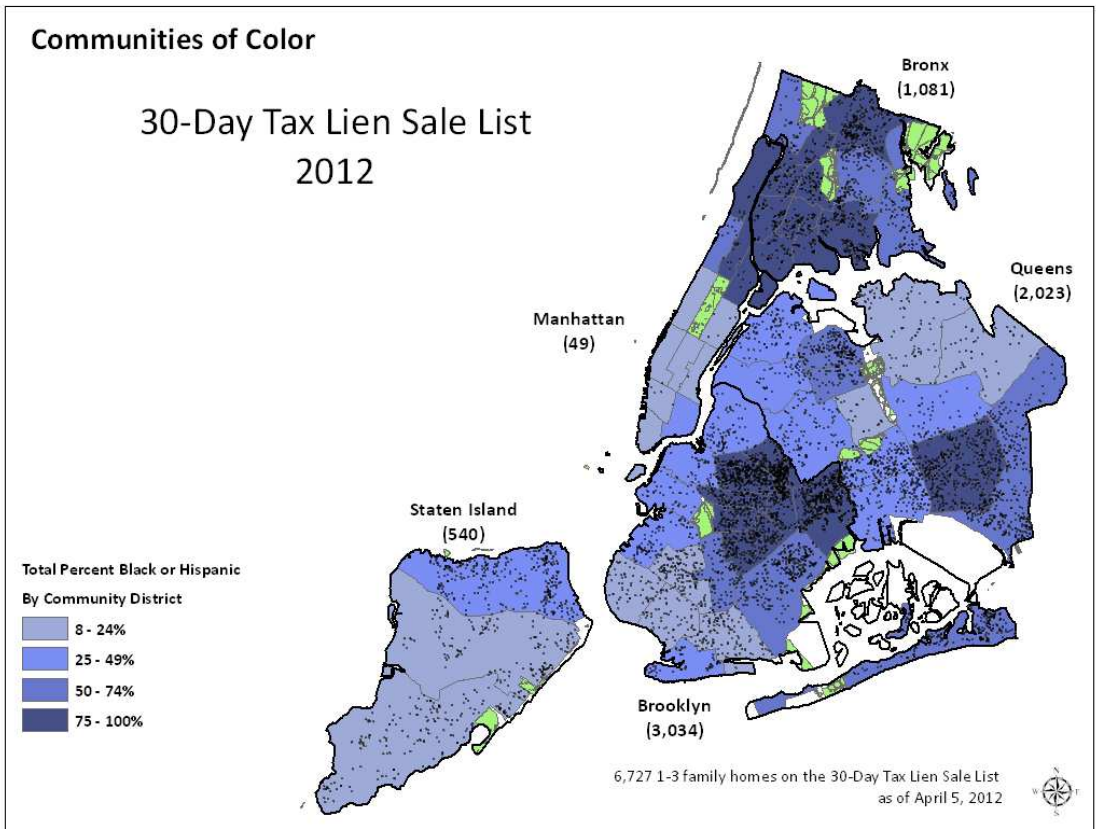 Communities of Color
30-Day Tax Lien Sale List
2012
Bronx
(1,081)
Queens
(2,023)
Manhattan
(49)
Staten Island
(540)
Total Percent Black or Hispanic
By Community District
8 - 24%
25 - 49%
50 - 74%
75 - 100%
Brooklyn
(3,034)
6,727 1-3 family homes on the 30-Day Tax Lien Sale List
as of April 5, 2012
N
W E
S